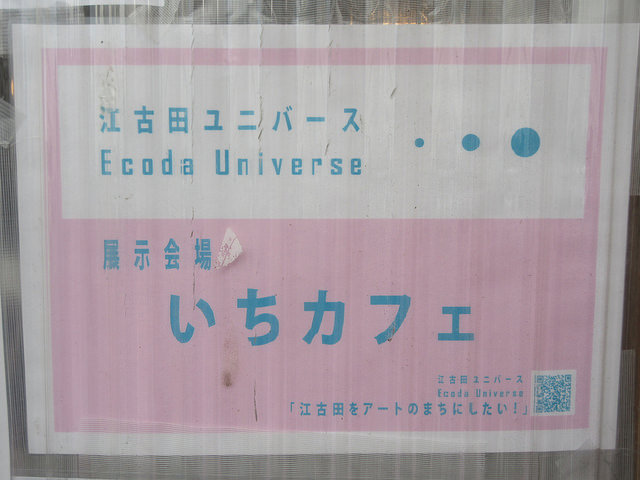 江古田ユニバース
Ecoda Universe
展示会場
いちカフェ
江古田ユニバース
Ecoda Universe
「江古田をアートのまちにしたい！」